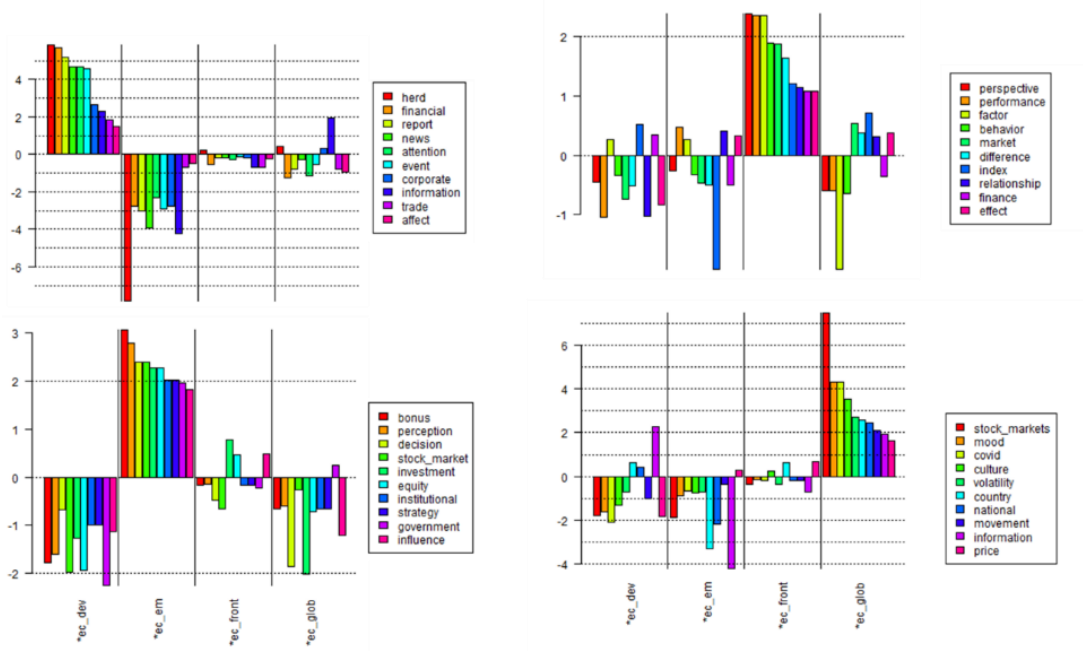 4
2
0
-2
-4
-6
herd
financial
report
news
attention
event
corporate
information
trade
affect
2
1
0
-1
perspective
performance
factor
behavior
market
difference
index
relationship
finance
effect
3
2
1
0
-1
-2
*ec_dev
*ec_em
*ec_front
*ec_glob
bonus
perception
decision
stock_market
investment
equity
institutional
strategy
government
influence
6
4
2
0
-2
-4
*ec_dev
*ec_em
*ec_front
*ec_glob
stock_markets
mood
covid
culture
volatility
country
national
movement
information
price